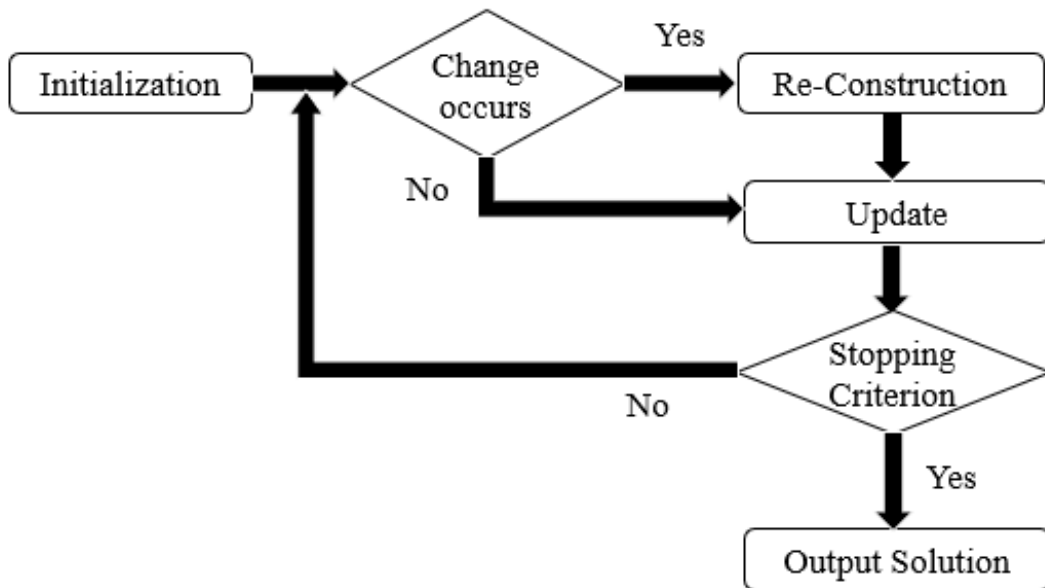 Initialization
Change
occurs
Yes
Re-Construction
No
Update
Stopping
Criterion
No
Yes
Output Solution